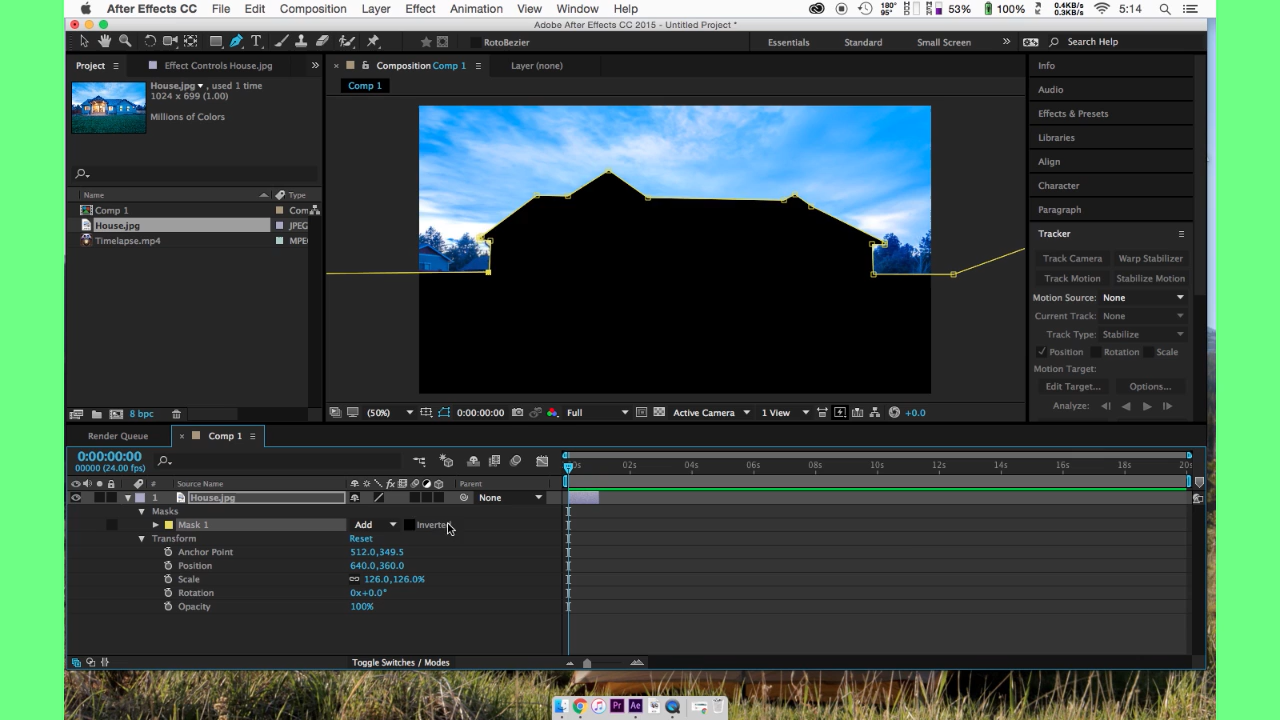 After Effects CC File Edit Composition Layer Effect Animation View Window Help 180° 95° 53% 100% 0.4KB/s 0.3KB/s 5:14
Adobe After Effects CC 2015 - Untitled Project *
RotoBezier Essentials Standard Small Screen Search Help
Project Effect Controls House.jpg Composition Comp 1 Layer (none) Info
House.jpg , used 1 time Comp 1 Audio
1024 x 699 (1.00)
Millions of Colors Effects & Presets
Libraries
Align
Character
Name Type
Comp 1 Com Paragraph
House.jpg JPEG
Timelapse.mp4 MPE Tracker
Track Camera Warp Stabilizer
Track Motion Stabilize Motion
Motion Source: None
Current Track: None
Track Type: Stabilize
Position Rotation Scale
Motion Target:
Edit Target... Options...
Analyze:
8 bpc (50%) 0:00:00:00 Full Active Camera 1 View +0.0
Render Queue Comp 1
0:00:00:00
00000 (24.00 fps) 0s 02s 04s 06s 08s 10s 12s 14s 16s 18s 20s
# Source Name fx Parent
1 House.jpg None
Masks
Mask 1 Add Inverted
Transform Reset
Anchor Point 512.0,349.5
Position 640.0,360.0
Scale 126.0,126.0%
Rotation 0x+0.0°
Opacity 100%
Toggle Switches / Modes
Pr Ae